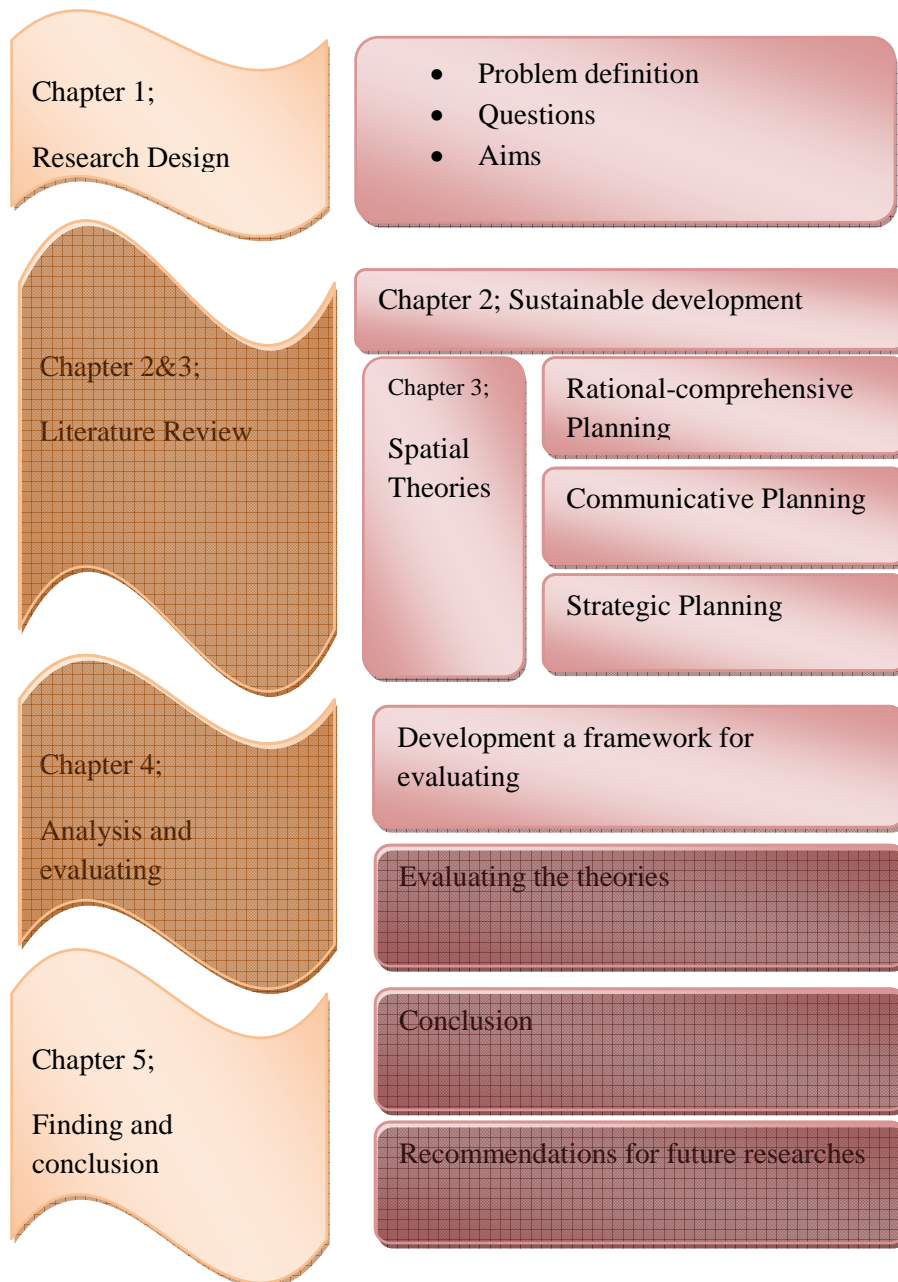 Chapter 1;
Research Design
• Problem definition
• Questions
• Aims
Chapter 2&3;
Literature Review
Chapter 2; Sustainable development
Chapter 3;
Spatial
Theories
Rational-comprehensive
Planning
Communicative Planning
Strategic Planning
Chapter 4;
Analysis and
evaluating
Development a framework for
evaluating
Evaluating the theories
Chapter 5;
Finding and
conclusion
Conclusion
Recommendations for future researches